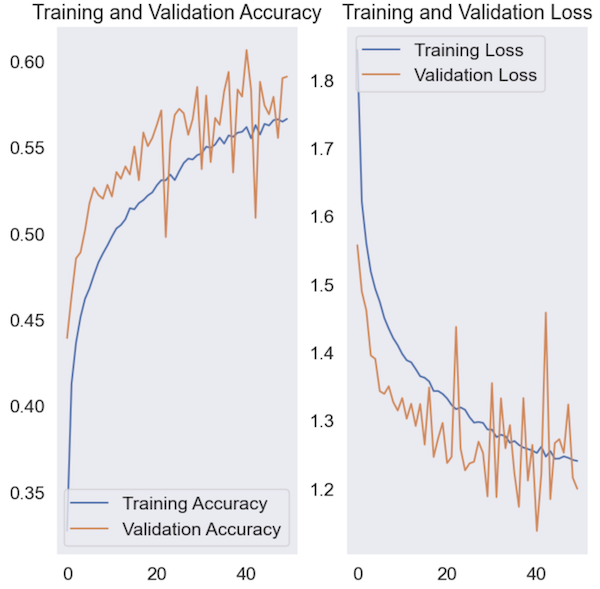 Training and Validation Accuracy
0.60
0.55
0.50
0.45
0.40
0.35
Training Accuracy
Validation Accuracy
0 20 40
Training and Validation Loss
Training Loss
Validation Loss
1.8
1.7
1.6
1.5
1.4
1.3
1.2
0 20 40